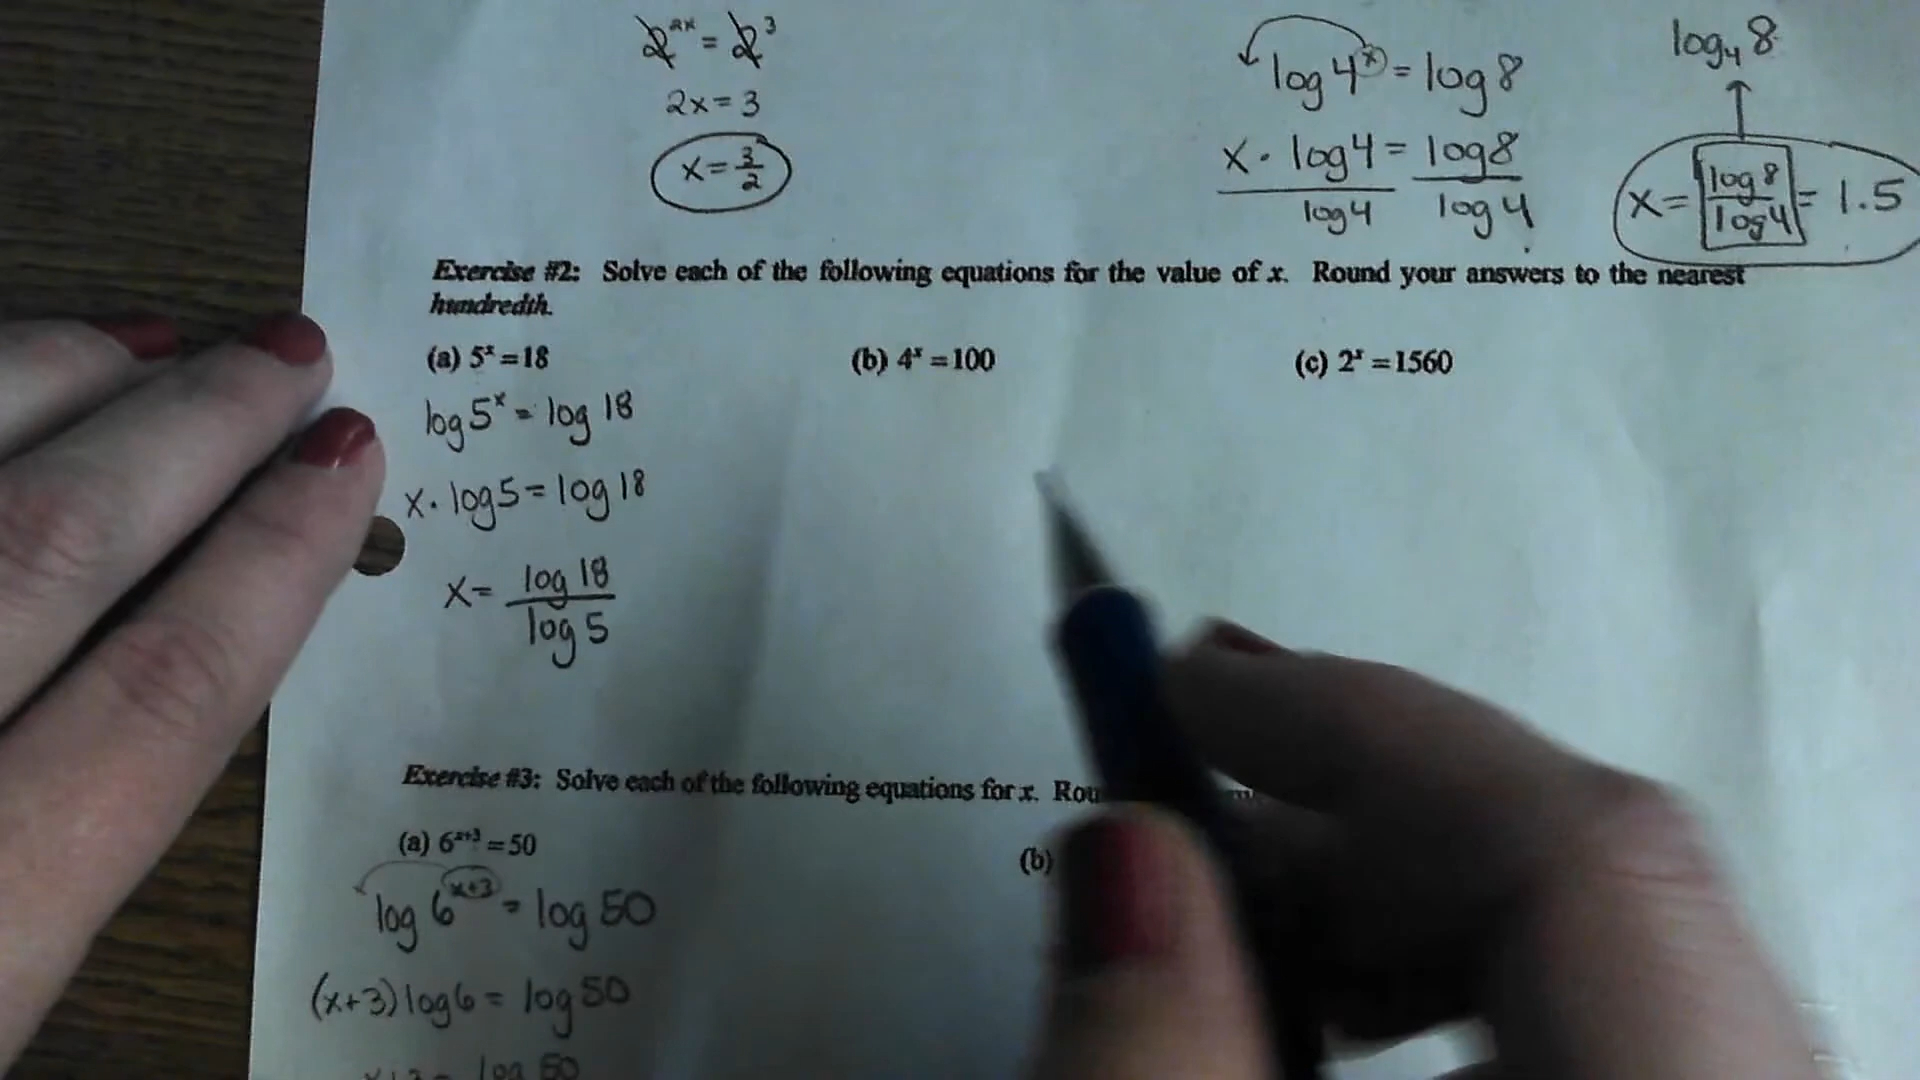 2^2x = 2^3
2x = 3
x = 3/2
log 4^x = log 8
x · log 4 = log 8
log 4 log 4
log₄ 8
x = log 8 / log 4 = 1.5
Exercise #2: Solve each of the following equations for the value of x. Round your answers to the nearest
hundredth.
(a) 5^x = 18 (b) 4^x = 100 (c) 2^x = 1560
log 5^x = log 18
x · log 5 = log 18
x = log 18 / log 5
Exercise #3: Solve each of the following equations for x.
(a) 6^x+3 = 50 (b)
log 6^x+3 = log 50
(x+3) log 6 = log 50
x+3 = log 50